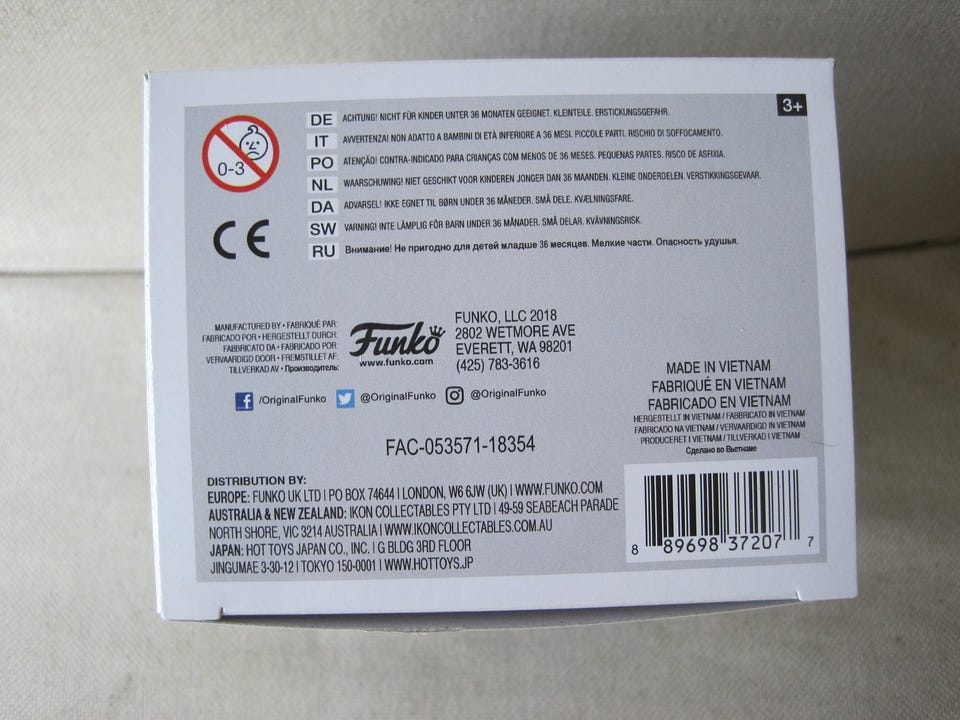 3+
0-3
CE
DE ACHTUNG! NICHT FÜR KINDER UNTER 36 MONATEN GEEIGNET. KLEINTEILE. ERSTICKUNGSGEFAHR.
IT AVVERTENZA! NON ADATTO A BAMBINI DI ETÀ INFERIORE A 36 MESI. PICCOLE PARTI. RISCHIO DI SOFFOCAMENTO.
PO ATENÇÃO! CONTRA-INDICADO PARA CRIANÇAS COM MENOS DE 36 MESES. PEQUENAS PARTES. RISCO DE ASFIXIA.
NL WAARSCHUWING! NIET GESCHIKT VOOR KINDEREN JONGER DAN 36 MAANDEN. KLEINE ONDERDELEN. VERSTIKKINGSGEVAAR.
DA ADVARSEL! IKKE EGNET TIL BØRN UNDER 36 MÅNEDER. SMÅ DELE. KVÆLNINGSFARE.
SW VARNING! INTE LÄMPLIG FÖR BARN UNDER 36 MÅNADER. SMÅ DELAR. KVÄVNINGSRISK.
RU Внимание! Не пригодно для детей младше 36 месяцев. Мелкие части. Опасность удушья.
MANUFACTURED BY • FABRIQUÉ PAR:
FABRICADO POR • HERGESTELLT DURCH:
FABBRICATO DA • FABRICADO POR:
VERVAARDIGD DOOR • FREMSTILLET AF:
TILLVERKAD AV • Производитель:
Funko
www.funko.com
FUNKO, LLC 2018
2802 WETMORE AVE
EVERETT, WA 98201
(425) 783-3616
/OriginalFunko @OriginalFunko @OriginalFunko
FAC-053571-18354
MADE IN VIETNAM
FABRIQUÉ EN VIETNAM
FABRICADO EN VIETNAM
HERGESTELLT IN VIETNAM / FABBRICATO IN VIETNAM
FABRICADO NA VIETNAM / VERVAARDIGD IN VIETNAM
PRODUCERET I VIETNAM / TILLVERKAD I VIETNAM
Сделано во Вьетнаме
DISTRIBUTION BY:
EUROPE: FUNKO UK LTD | PO BOX 74644 | LONDON, W6 6JW (UK) | WWW.FUNKO.COM
AUSTRALIA & NEW ZEALAND: IKON COLLECTABLES PTY LTD | 49-59 SEABEACH PARADE
NORTH SHORE, VIC 3214 AUSTRALIA | WWW.IKONCOLLECTABLES.COM.AU
JAPAN: HOT TOYS JAPAN CO., INC. | G BLDG 3RD FLOOR
JINGUMAE 3-30-12 | TOKYO 150-0001 | WWW.HOTTOYS.JP
8 89698 37207 7